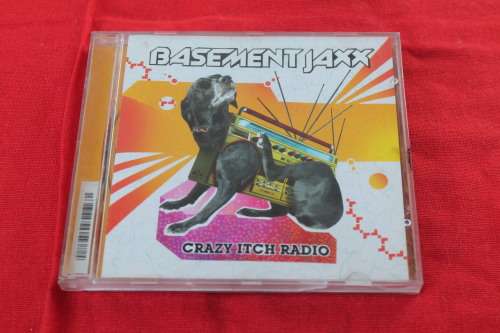 BASEMENT JAXX
CRAZY ITCH RADIO